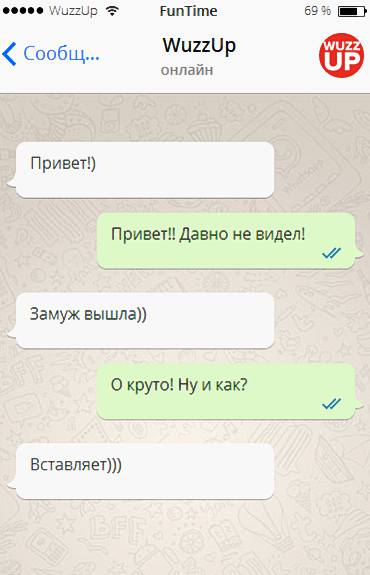 WuzzUp FunTime 69 %
Сообщ... WuzzUp
онлайн
WUZZ
UP
Привет!)
Привет!! Давно не видел!
Замуж вышла))
О круто! Ну и как?
Вставляет)))